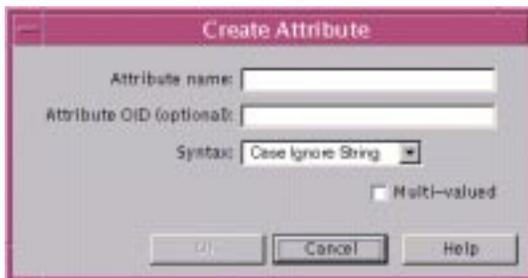 Create Attribute
Attribute name:
Attribute OID (optional):
Syntax: Case Ignore String
Multi-valued
Cancel Help